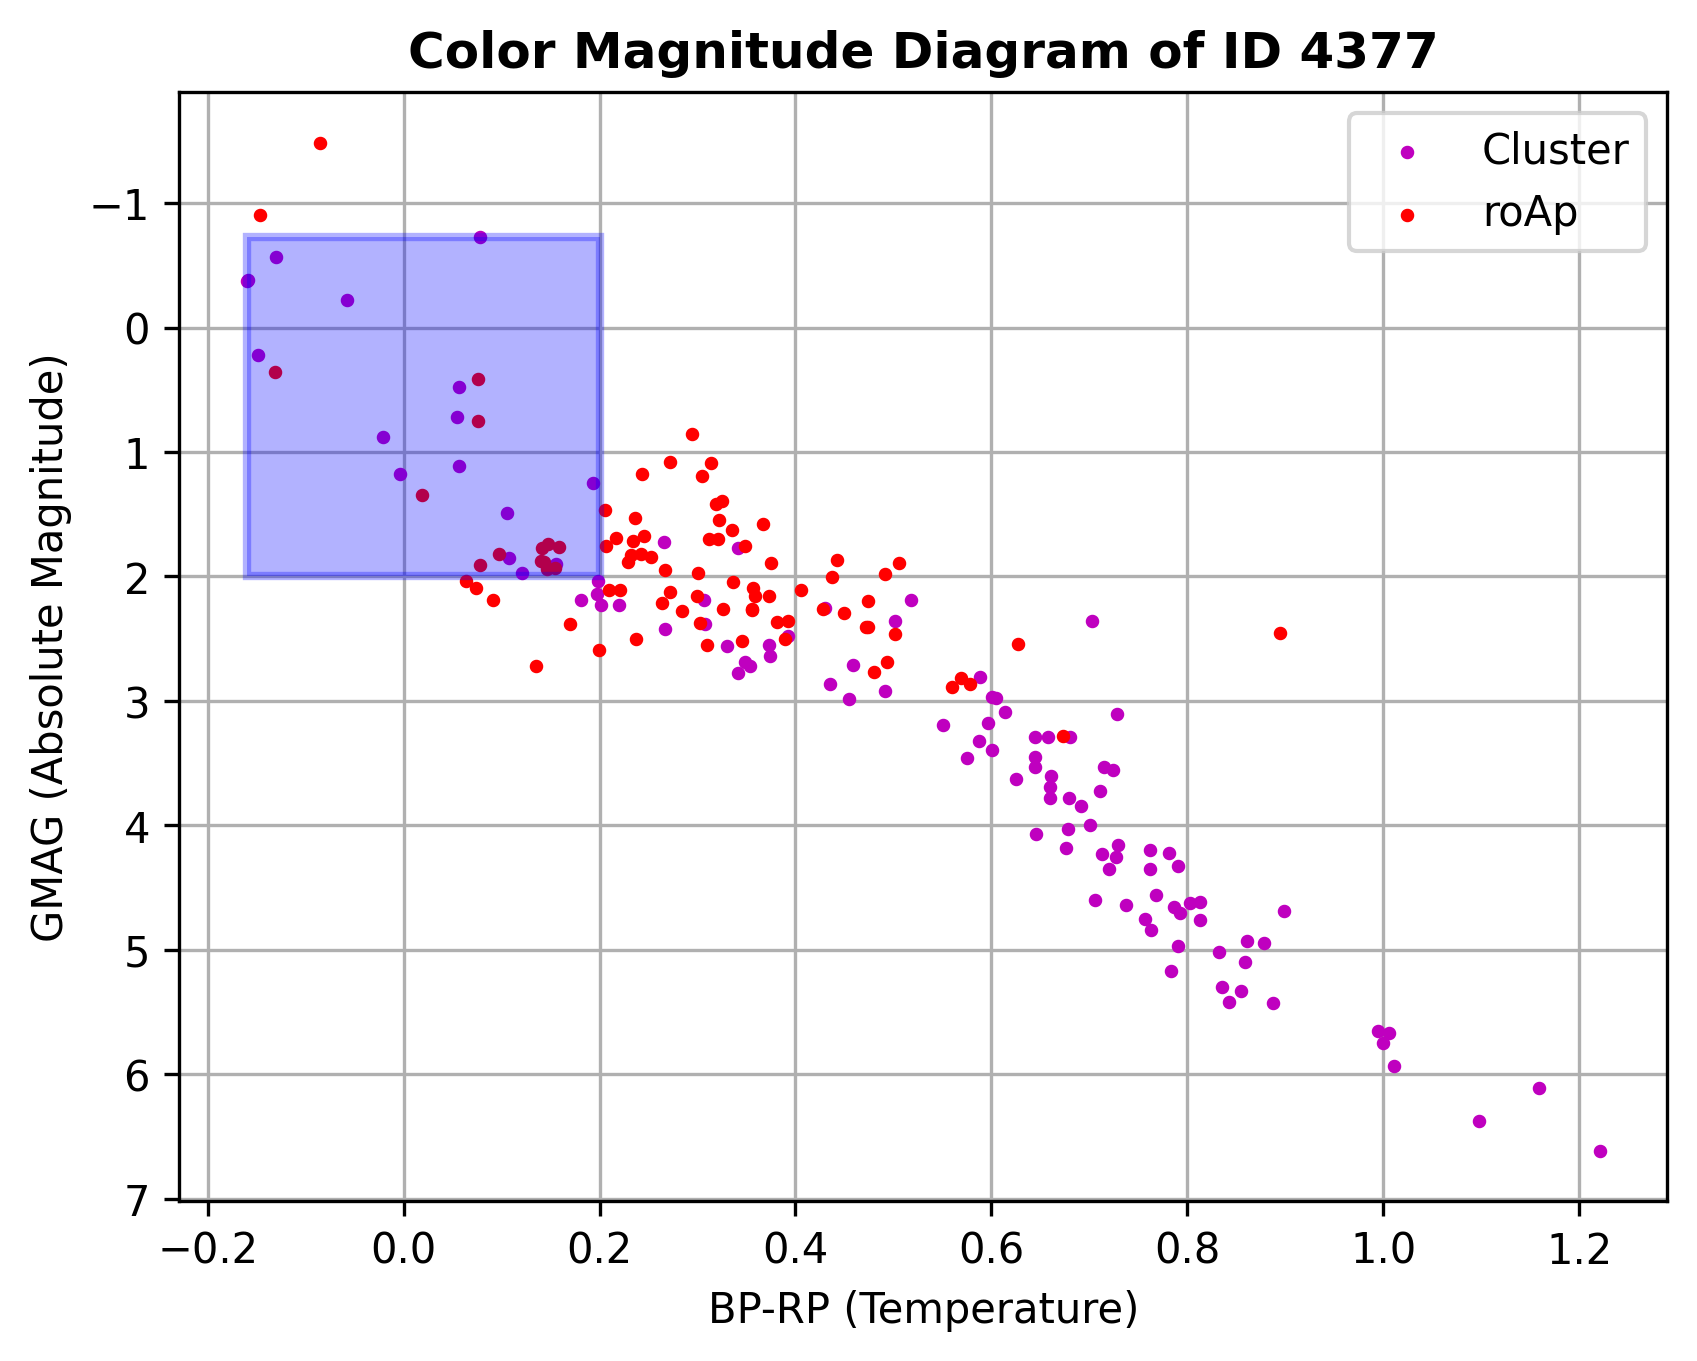 Color Magnitude Diagram of ID 4377
Cluster
roAp
GMAG (Absolute Magnitude)
−1
0
1
2
3
4
5
6
7
−0.2 0.0 0.2 0.4 0.6 0.8 1.0 1.2
BP-RP (Temperature)